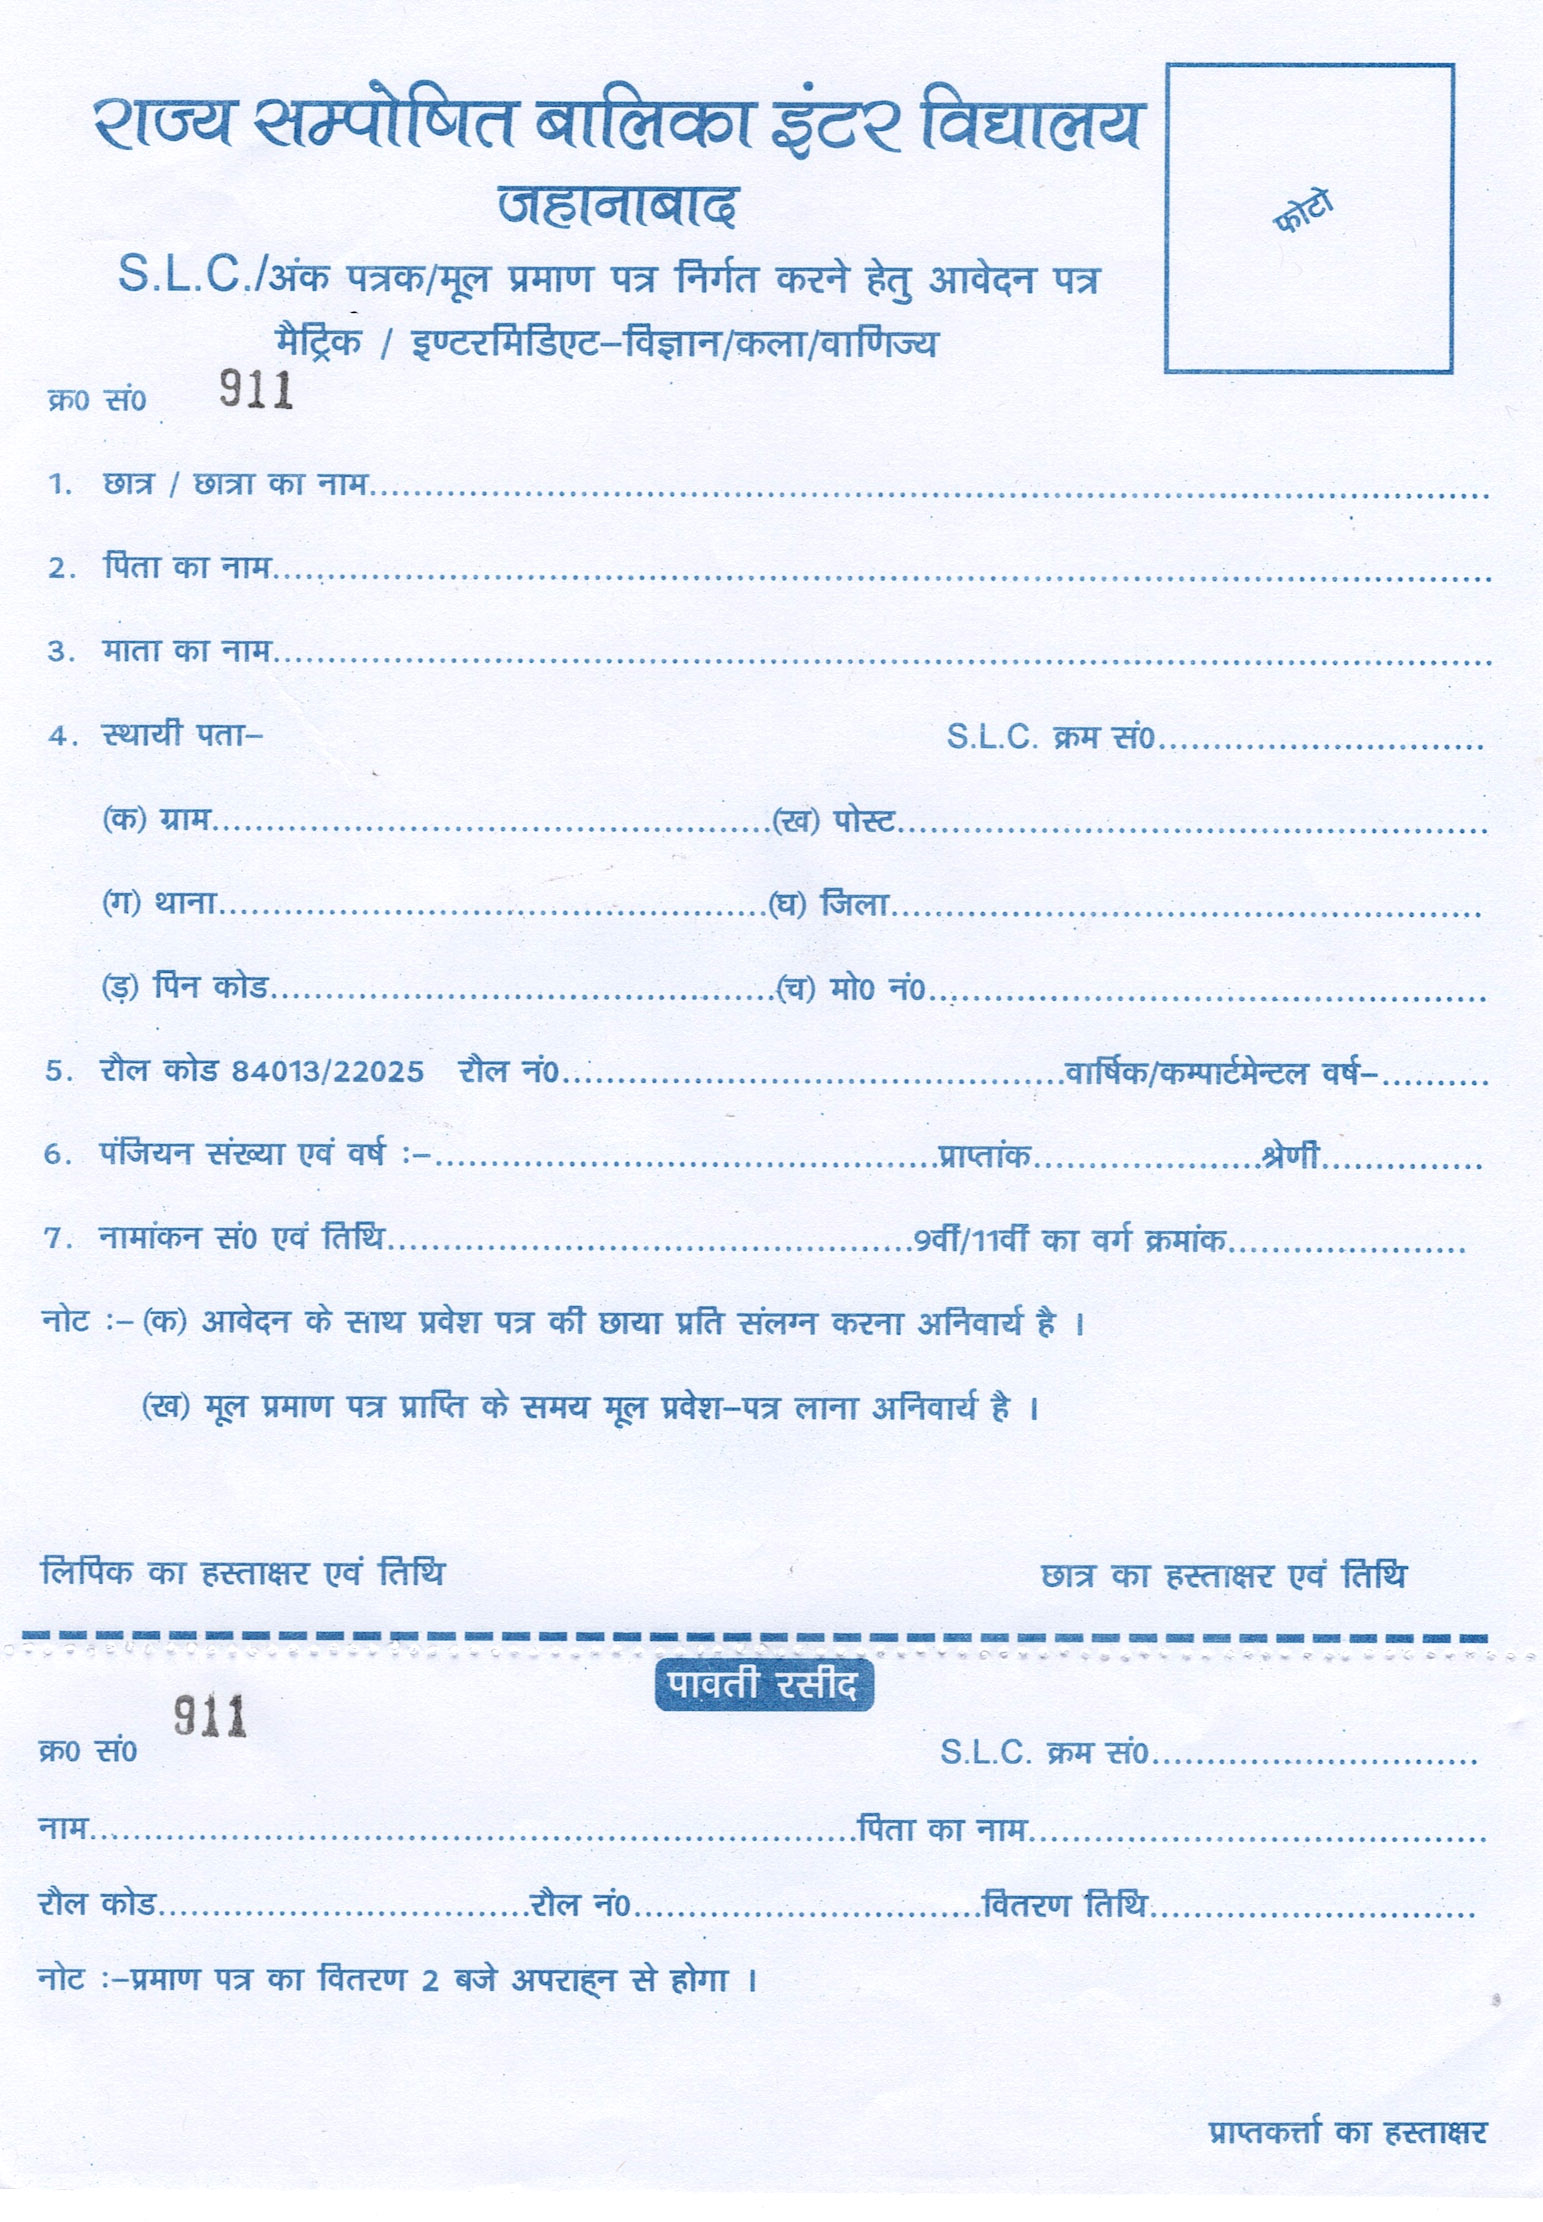 राज्य सम्पोषित बालिका इंटर विद्यालय
जहानाबाद
फोटो
S.L.C./अंक पत्रक/मूल प्रमाण पत्र निर्गत करने हेतु आवेदन पत्र
मैट्रिक / इण्टरमिडिएट–विज्ञान/कला/वाणिज्य
क्र0 सं0 911
1. छात्र / छात्रा का नाम..............................
2. पिता का नाम..............................
3. माता का नाम..............................
4. स्थायी पता– S.L.C. क्रम सं0..............................
(क) ग्राम..............................(ख) पोस्ट..............................
(ग) थाना..............................(घ) जिला..............................
(ड़) पिन कोड..............................(च) मो0 नं0..............................
5. रौल कोड 84013/22025 रौल नं0..............................वार्षिक/कम्पार्टमेन्टल वर्ष–..........
6. पंजियन संख्या एवं वर्ष :–..............................प्राप्तांक....................श्रेणी...............
7. नामांकन सं0 एवं तिथि..............................9वीं/11वीं का वर्ग क्रमांक....................
नोट :– (क) आवेदन के साथ प्रवेश पत्र की छाया प्रति संलग्न करना अनिवार्य है ।
(ख) मूल प्रमाण पत्र प्राप्ति के समय मूल प्रवेश–पत्र लाना अनिवार्य है ।
लिपिक का हस्ताक्षर एवं तिथि छात्र का हस्ताक्षर एवं तिथि
पावती रसीद
क्र0 सं0 911 S.L.C. क्रम सं0..............................
नाम..............................पिता का नाम..............................
रौल कोड..............................रौल नं0..............................वितरण तिथि..............................
नोट :–प्रमाण पत्र का वितरण 2 बजे अपराह्न से होगा ।
प्राप्तकर्त्ता का हस्ताक्षर